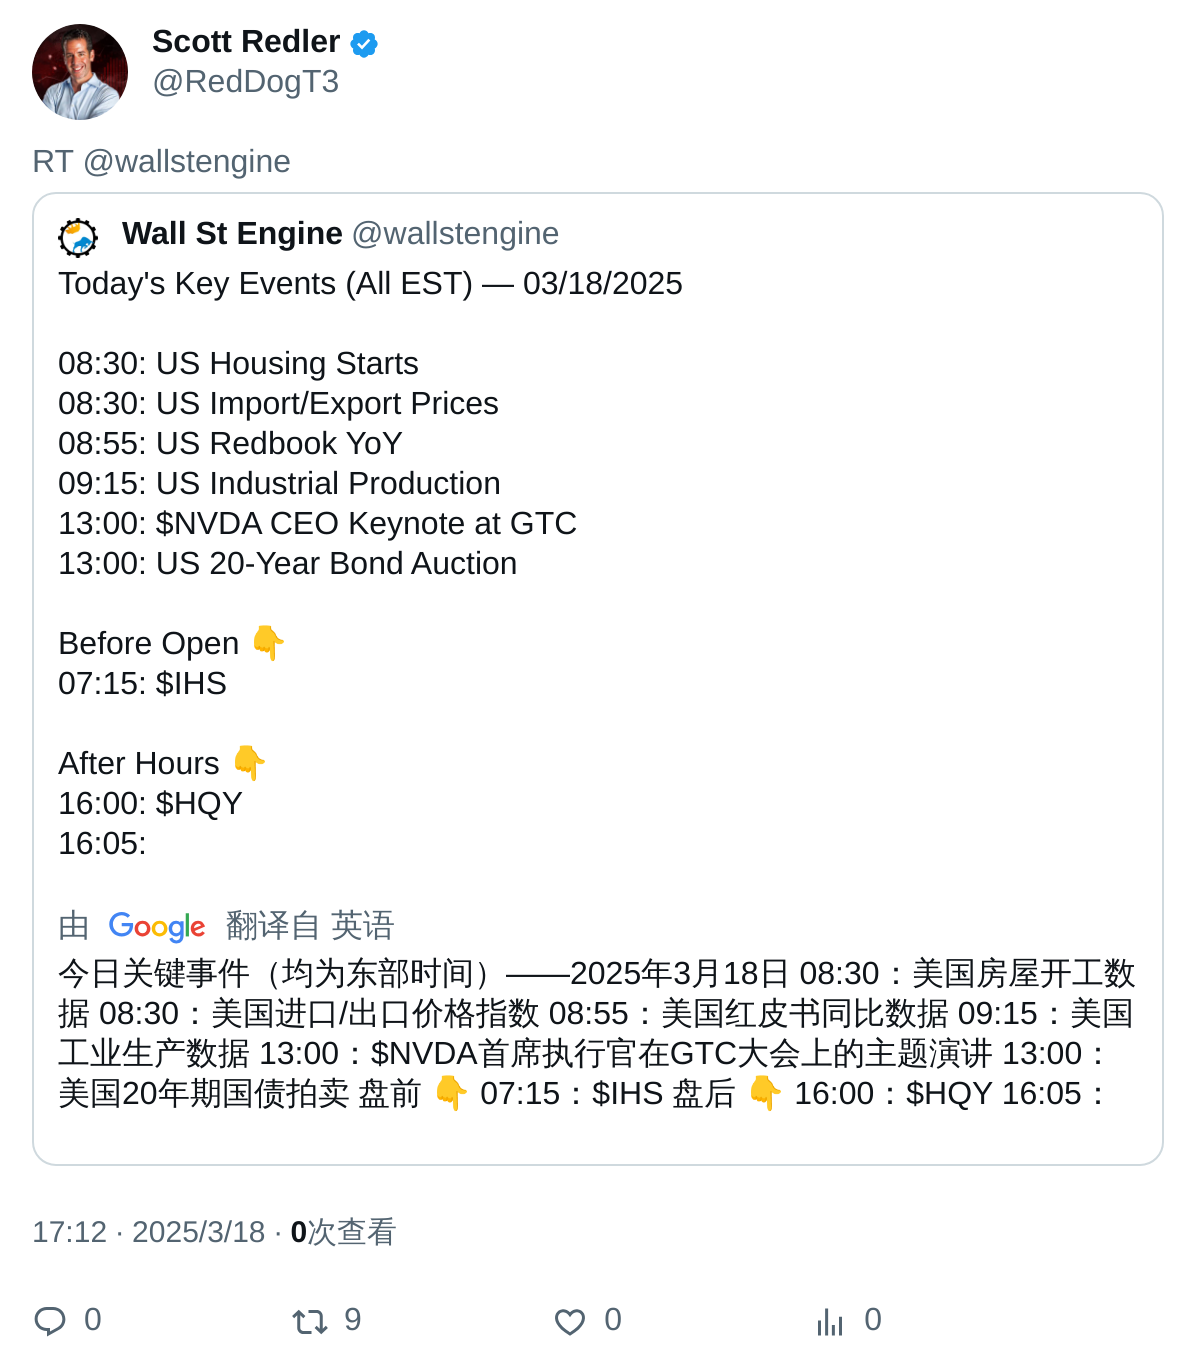 Scott Redler
@RedDogT3
RT @wallstengine
Wall St Engine @wallstengine
Today's Key Events (All EST) — 03/18/2025
08:30: US Housing Starts
08:30: US Import/Export Prices
08:55: US Redbook YoY
09:15: US Industrial Production
13:00: $NVDA CEO Keynote at GTC
13:00: US 20-Year Bond Auction
Before Open 👇
07:15: $IHS
After Hours 👇
16:00: $HQY
16:05:
由 Google 翻译自 英语
今日关键事件（均为东部时间）——2025年3月18日 08:30：美国房屋开工数
据 08:30：美国进口/出口价格指数 08:55：美国红皮书同比数据 09:15：美国
工业生产数据 13:00：$NVDA首席执行官在GTC大会上的主题演讲 13:00：
美国20年期国债拍卖 盘前 👇 07:15：$IHS 盘后 👇 16:00：$HQY 16:05：
17:12 · 2025/3/18 · 0次查看
0 9 0 0